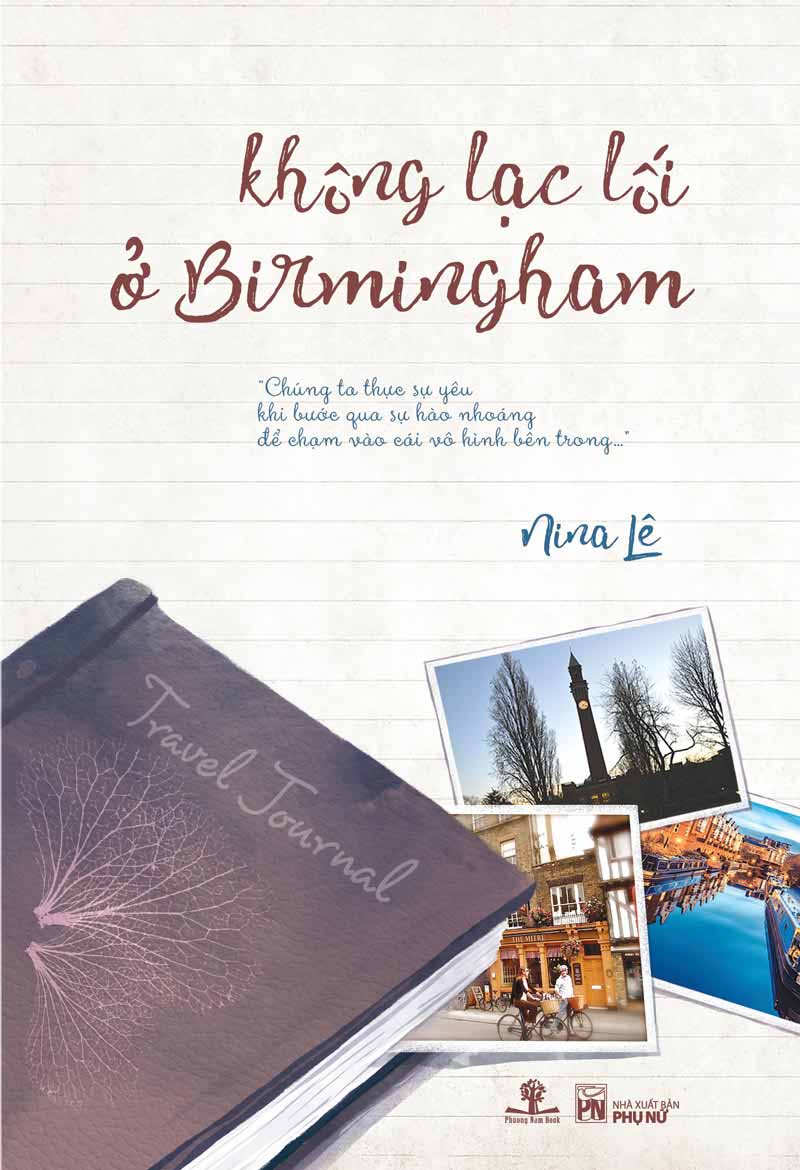 không lạc lối
ở Birmingham
"Chúng ta thực sự yêu
khi bước qua sự hào nhoáng
để chạm vào cái vô hình bên trong..."
Nina Lê
Travel Journal
THE MITRE
Phuong Nam Book
PN
NHÀ XUẤT BẢN
PHỤ NỮ